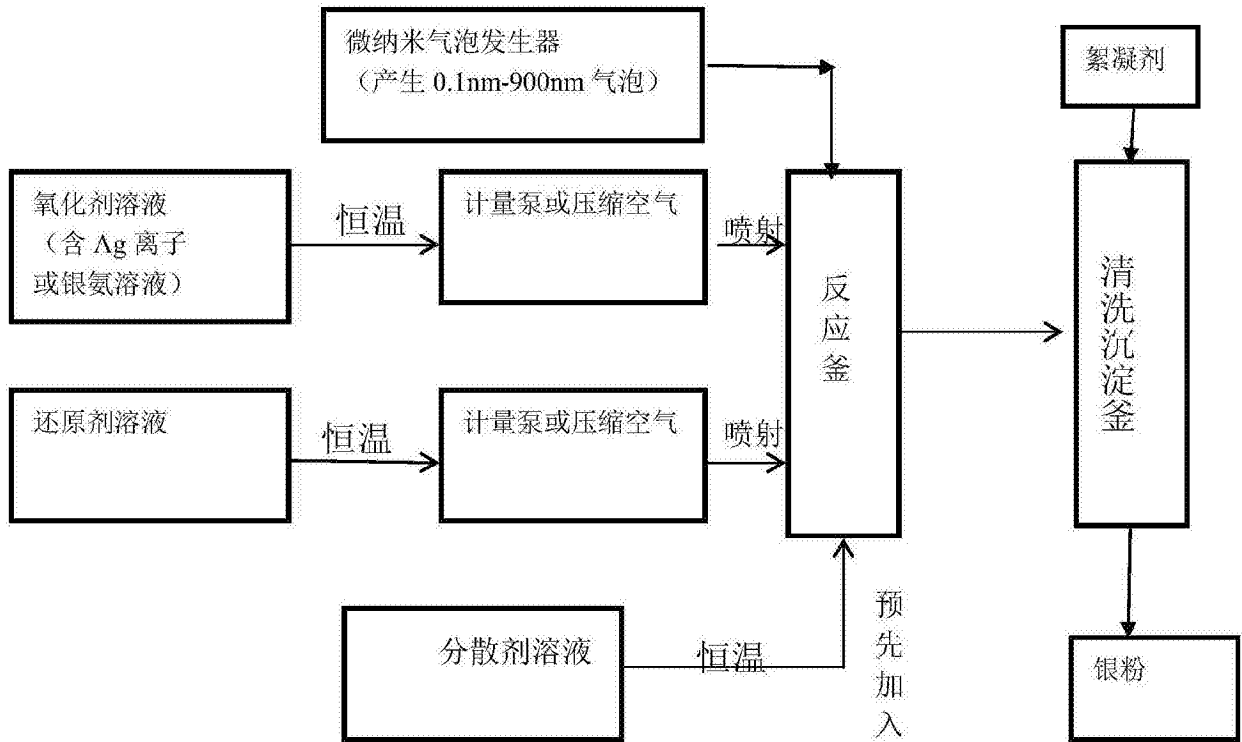 微纳米气泡发生器
（产生 0.1nm-900nm 气泡）
絮凝剂
氧化剂溶液
（含 Ag 离子
或银氨溶液）
恒温
计量泵或压缩空气
喷射
反应釜
清洗沉淀釜
还原剂溶液
恒温
计量泵或压缩空气
喷射
分散剂溶液
恒温
预先加入
银粉